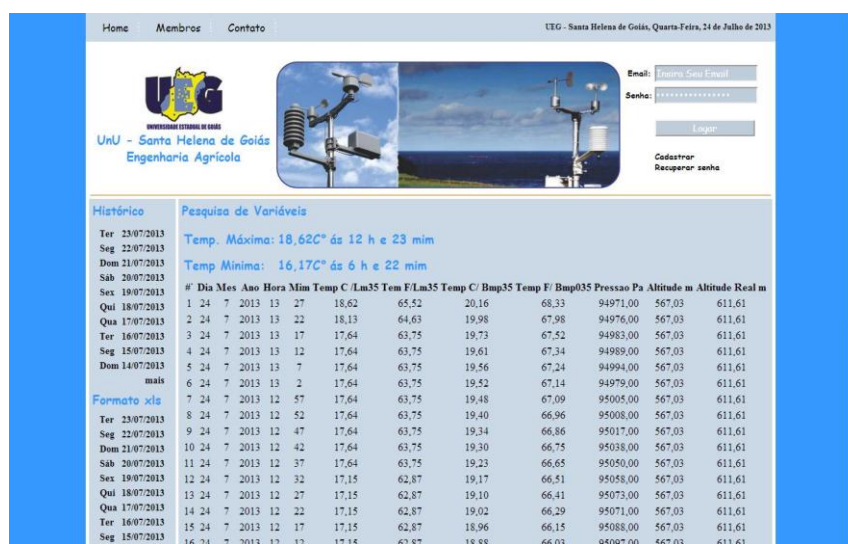 Home Membros Contato UEG - Santa Helena de Goiás, Quarta-Feira, 24 de Julho de 2013
UEG
UNIVERSIDADE ESTADUAL DE GOIÁS
UnU - Santa Helena de Goiás
Engenharia Agrícola
Email: Insira Seu Email
Senha: ****************
Logar
Cadastrar
Recuperar senha
Histórico
Ter 23/07/2013
Seg 22/07/2013
Dom 21/07/2013
Sáb 20/07/2013
Sex 19/07/2013
Qui 18/07/2013
Qua 17/07/2013
Ter 16/07/2013
Seg 15/07/2013
Dom 14/07/2013
mais
Formato xls
Ter 23/07/2013
Seg 22/07/2013
Dom 21/07/2013
Sáb 20/07/2013
Sex 19/07/2013
Qui 18/07/2013
Qua 17/07/2013
Ter 16/07/2013
Seg 15/07/2013
Pesquisa de Variáveis
Temp. Máxima: 18,62C° ás 12 h e 23 mim
Temp Minima: 16,17C° ás 6 h e 22 mim
#` Dia Mes Ano Hora Mim Temp C /Lm35 Tem F/Lm35 Temp C/ Bmp35 Temp F/ Bmp035 Pressao Pa Altitude m Altitude Real m
1 24 7 2013 13 27 18,62 65,52 20,16 68,33 94971,00 567,03 611,61
2 24 7 2013 13 22 18,13 64,63 19,98 67,98 94976,00 567,03 611,61
3 24 7 2013 13 17 17,64 63,75 19,73 67,52 94983,00 567,03 611,61
4 24 7 2013 13 12 17,64 63,75 19,61 67,34 94989,00 567,03 611,61
5 24 7 2013 13 7 17,64 63,75 19,56 67,24 94994,00 567,03 611,61
6 24 7 2013 13 2 17,64 63,75 19,52 67,14 94979,00 567,03 611,61
7 24 7 2013 12 57 17,64 63,75 19,48 67,09 95005,00 567,03 611,61
8 24 7 2013 12 52 17,64 63,75 19,40 66,96 95008,00 567,03 611,61
9 24 7 2013 12 47 17,64 63,75 19,34 66,86 95017,00 567,03 611,61
10 24 7 2013 12 42 17,64 63,75 19,30 66,75 95038,00 567,03 611,61
11 24 7 2013 12 37 17,64 63,75 19,23 66,65 95050,00 567,03 611,61
12 24 7 2013 12 32 17,15 62,87 19,17 66,51 95058,00 567,03 611,61
13 24 7 2013 12 27 17,15 62,87 19,10 66,41 95073,00 567,03 611,61
14 24 7 2013 12 22 17,15 62,87 19,02 66,29 95071,00 567,03 611,61
15 24 7 2013 12 17 17,15 62,87 18,96 66,15 95088,00 567,03 611,61
16 24 7 2013 12 12 17,15 62,87 18,88 66,03 95097,00 567,03 611,61